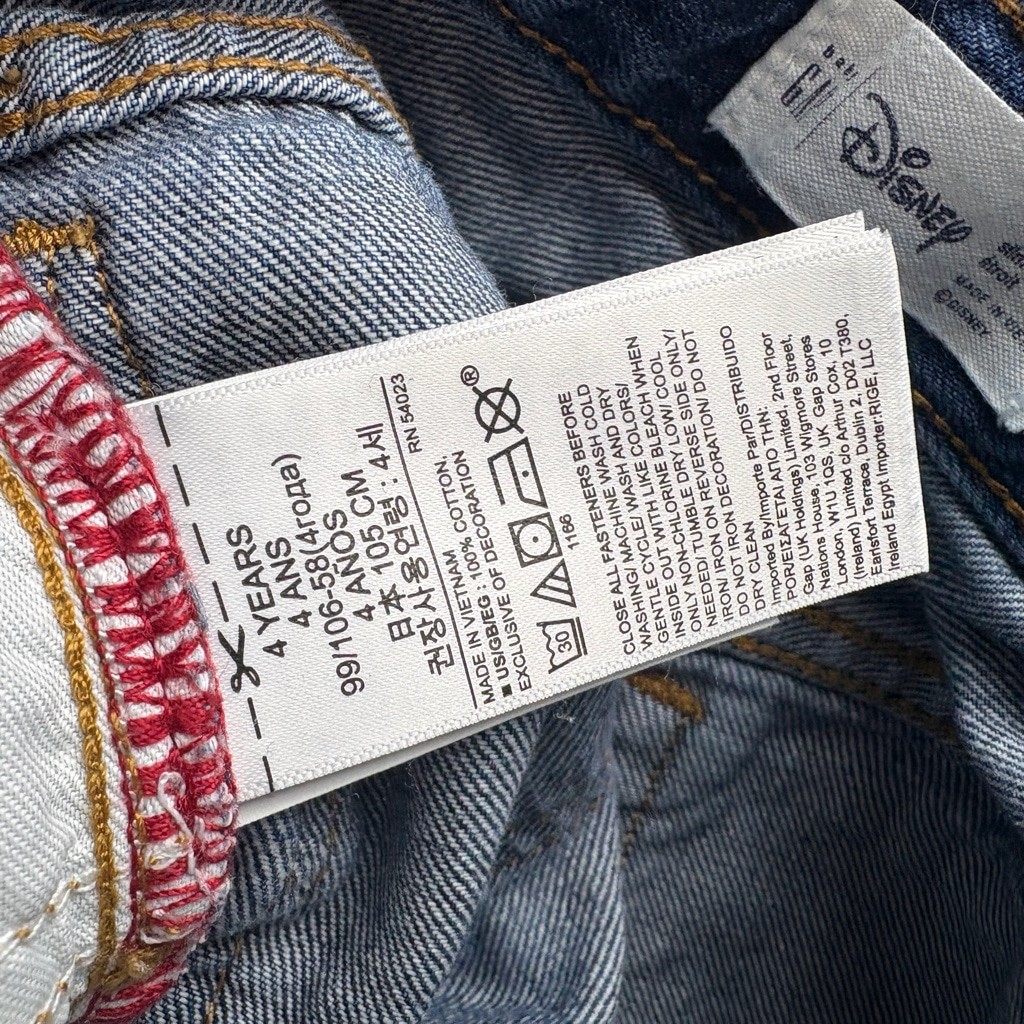 4 YEARS
4 ANS
99/106-58(4года)
4 ANOS
日本 105 CM
권장사용연령 : 4세
RN 54023
MADE IN VIETNAM
■ US/GB/EG : 100% COTTON,
EXCLUSIVE OF DECORATION
30
®
1166
CLOSE ALL FASTENERS BEFORE
WASHING/ MACHINE WASH COLD
GENTLE CYCLE/ WASH AND DRY
INSIDE OUT WITH LIKE COLORS/
ONLY NON-CHLORINE BLEACH WHEN
NEEDED/ TUMBLE DRY LOW/ COOL
IRON/ IRON ON REVERSE SIDE ONLY/
DO NOT IRON DECORATION/ DO NOT
DRY CLEAN
Imported By/Importe Par/DISTRIBUIDO
POR/ΕΙΣΑΓΕΤΑΙ ΑΠΟ ΤΗΝ:
Gap (UK Holdings) Limited, 2nd Floor
Nations House, 103 Wigmore Street,
London, W1U 1QS, UK Gap Stores
(Ireland) Limited c/o Arthur Cox, 10
Earlsfort Terrace, Dublin 2, D02 T380,
Ireland Egypt Importer:RIGE, LLC
DISNEY
MADE IN
©DISNEY